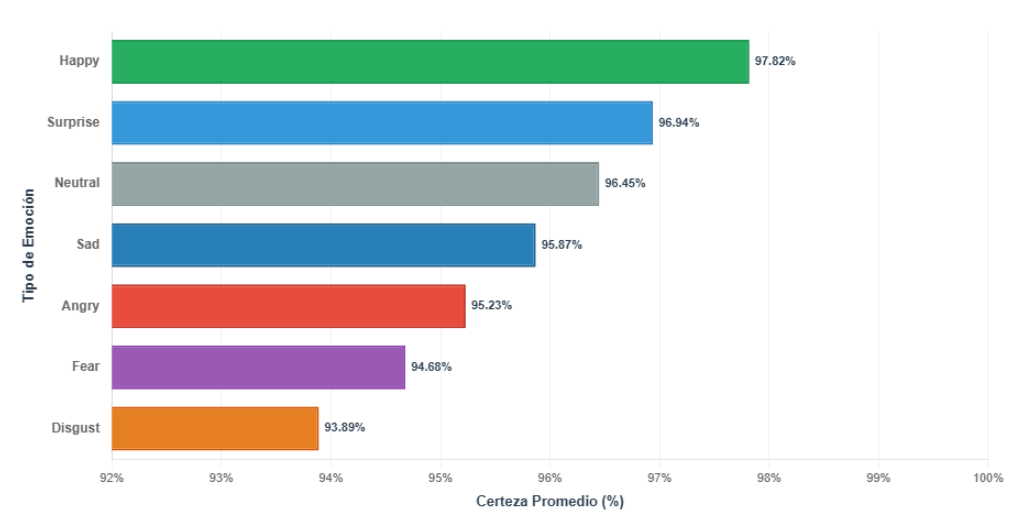 Happy
97.82%
Surprise
96.94%
Neutral
96.45%
Sad
95.87%
Angry
95.23%
Fear
94.68%
Disgust
93.89%
Tipo de Emoción
92% 93% 94% 95% 96% 97% 98% 99% 100%
Certeza Promedio (%)